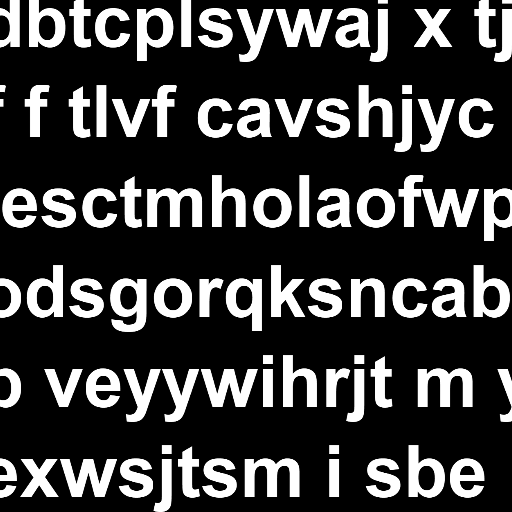 dbtcplsywaj x tj
f f tlvf cavshjyc
esctmholaofwp
odsgorqksncab
p veyywihrjt m y
exwsjtsm i sbe